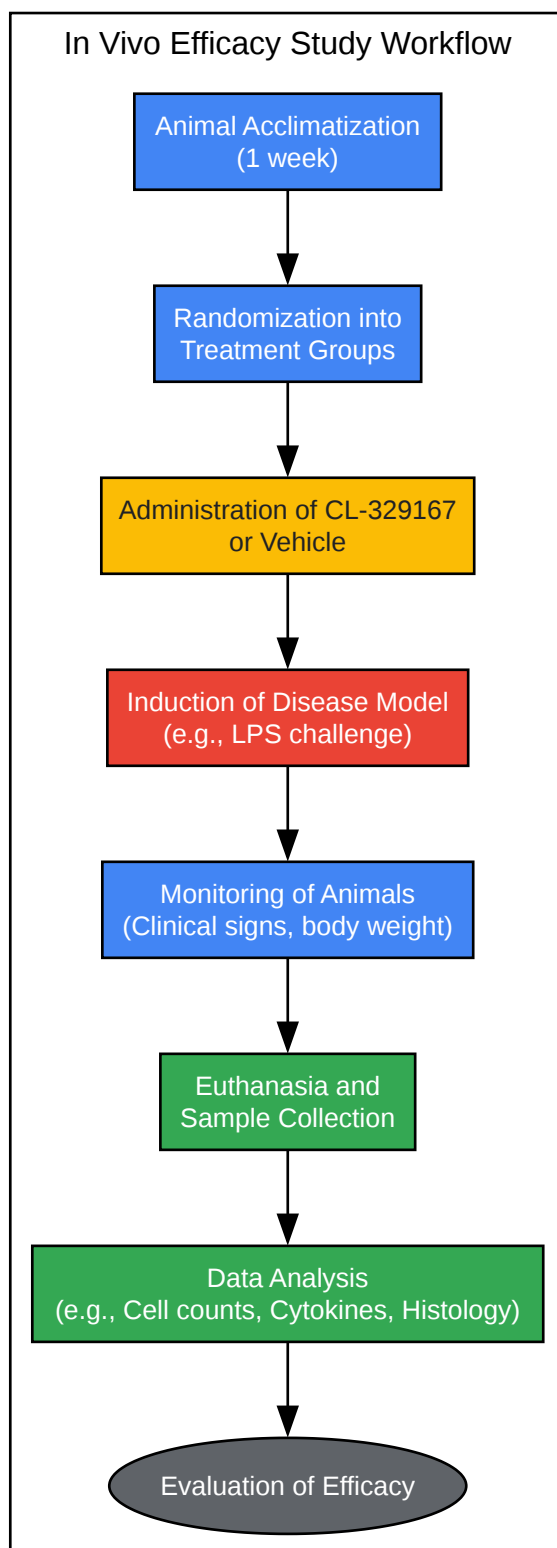 In Vivo Efficacy Study Workflow
Animal Acclimatization
(1 week)
Randomization into
Treatment Groups
Administration of CL-329167
or Vehicle
Induction of Disease Model
(e.g., LPS challenge)
Monitoring of Animals
(Clinical signs, body weight)
Euthanasia and
Sample Collection
Data Analysis
(e.g., Cell counts, Cytokines, Histology)
Evaluation of Efficacy